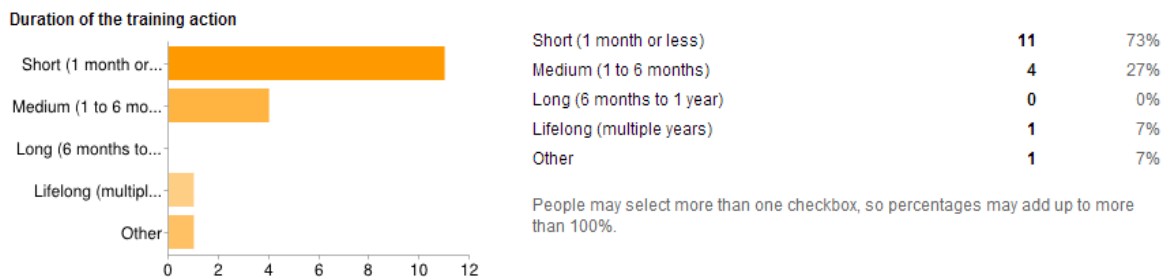 Duration of the training action
Short (1 month or...
Medium (1 to 6 mo...
Long (6 months to...
Lifelong (multipl...
Other
0 2 4 6 8 10 12
Short (1 month or less) 11 73%
Medium (1 to 6 months) 4 27%
Long (6 months to 1 year) 0 0%
Lifelong (multiple years) 1 7%
Other 1 7%
People may select more than one checkbox, so percentages may add up to more
than 100%.